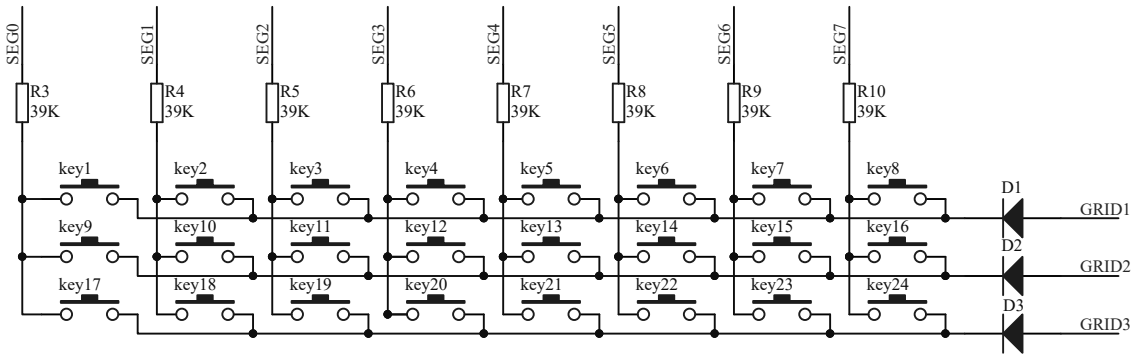 SEG0 SEG1 SEG2 SEG3 SEG4 SEG5 SEG6 SEG7
R3 R4 R5 R6 R7 R8 R9 R10
39K 39K 39K 39K 39K 39K 39K 39K
key1 key2 key3 key4 key5 key6 key7 key8 D1
GRID1
key9 key10 key11 key12 key13 key14 key15 key16 D2
GRID2
key17 key18 key19 key20 key21 key22 key23 key24 D3
GRID3